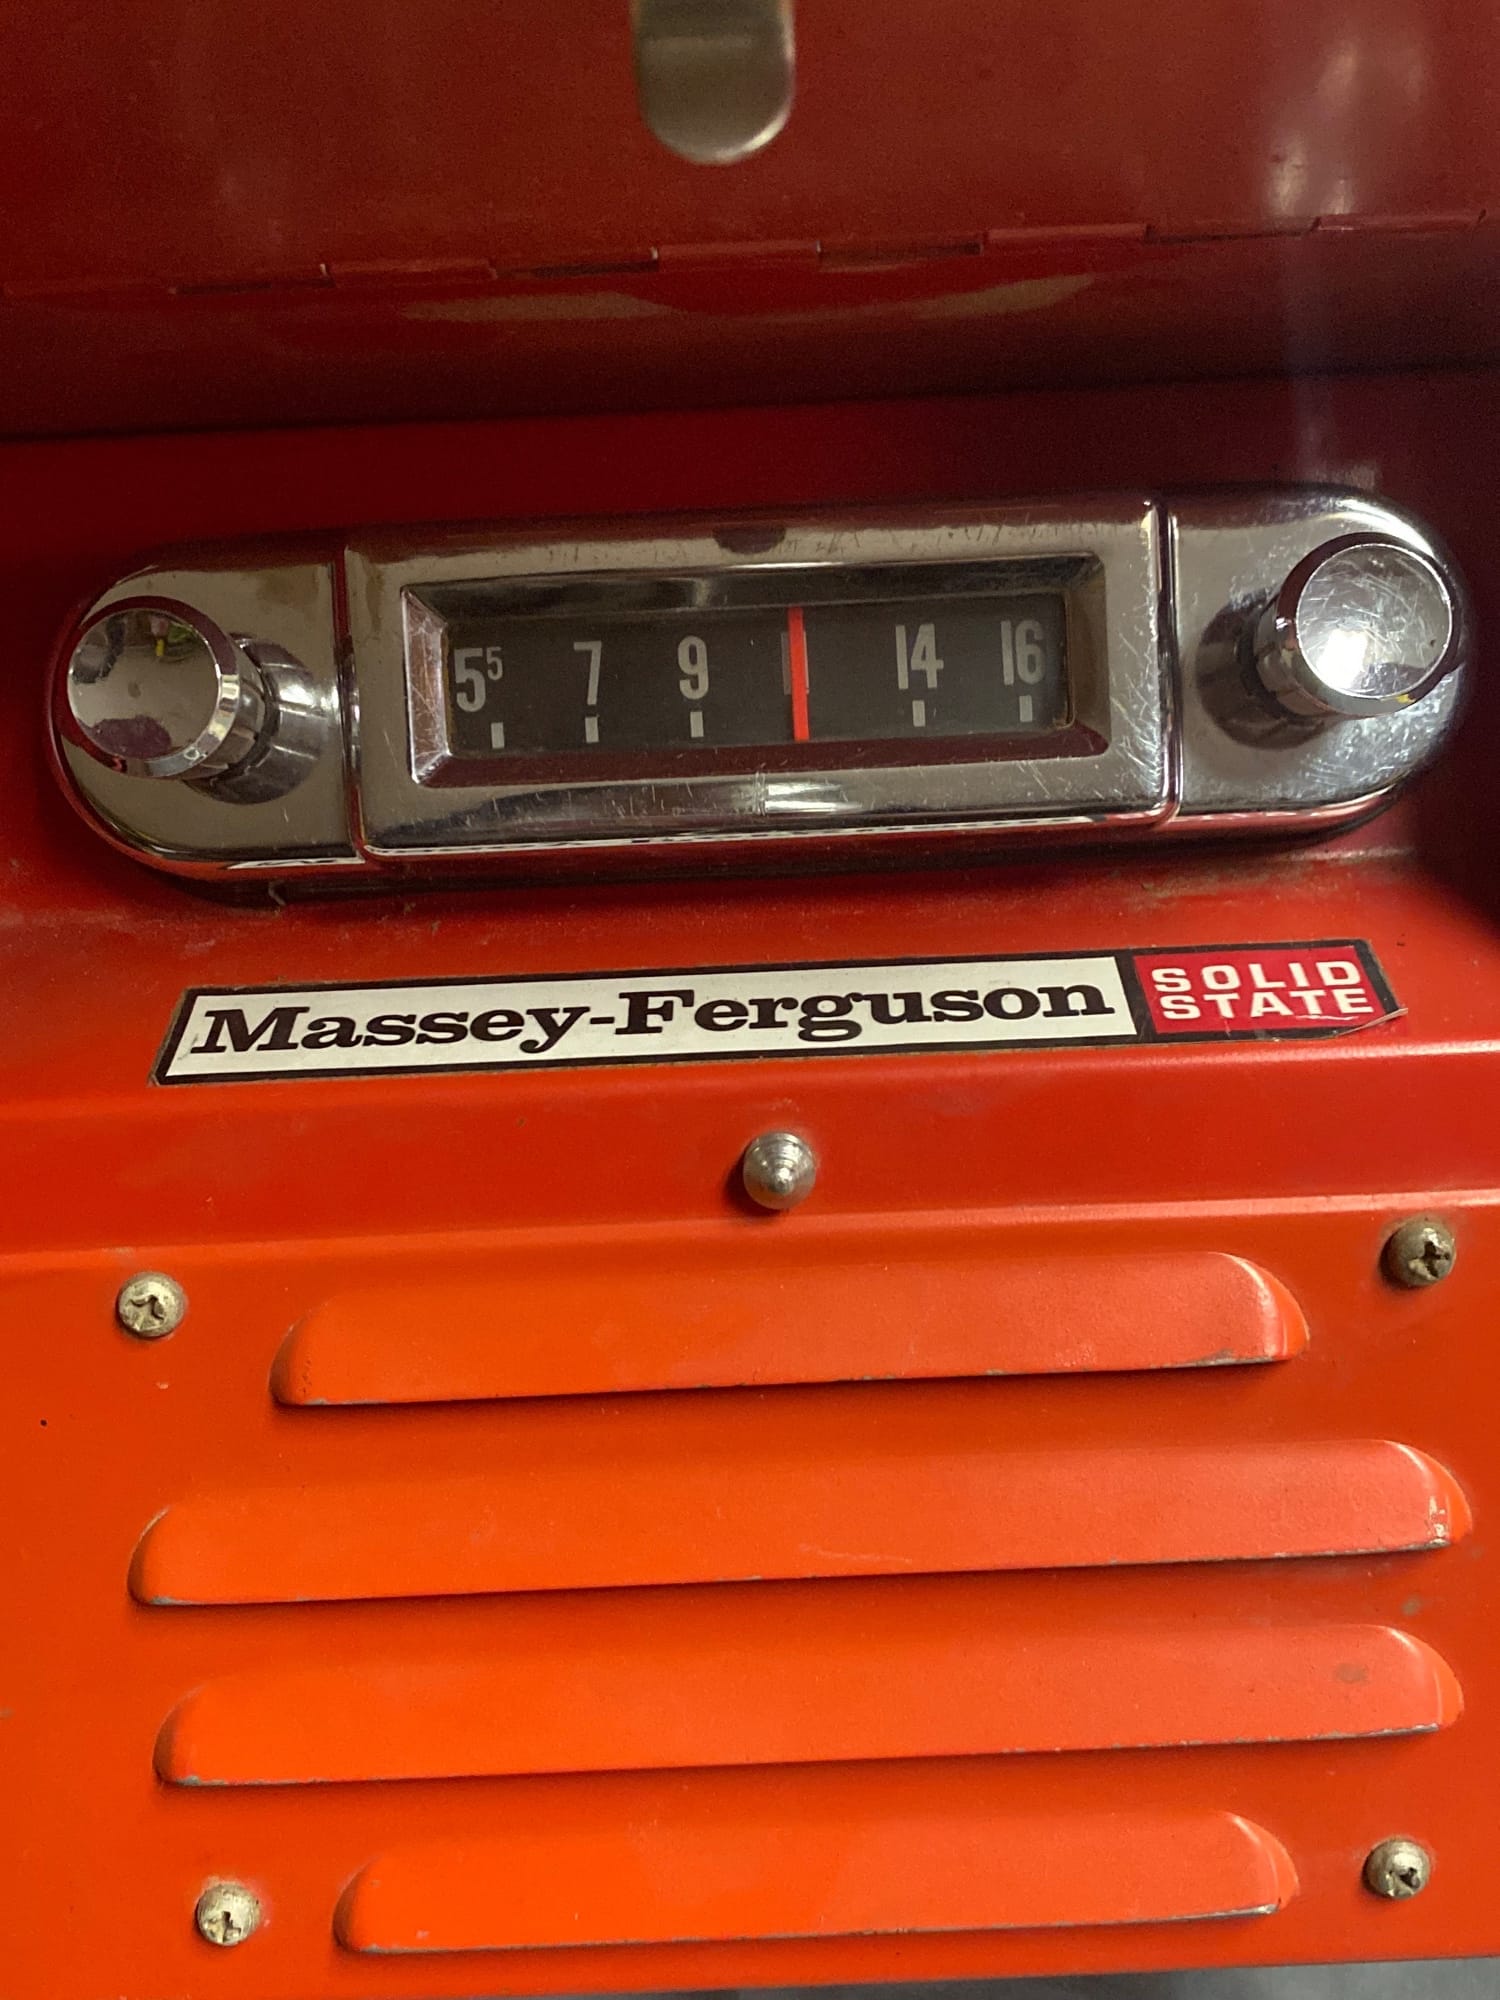 5⁵ 7 9 14 16
Massey-Ferguson
SOLID
STATE